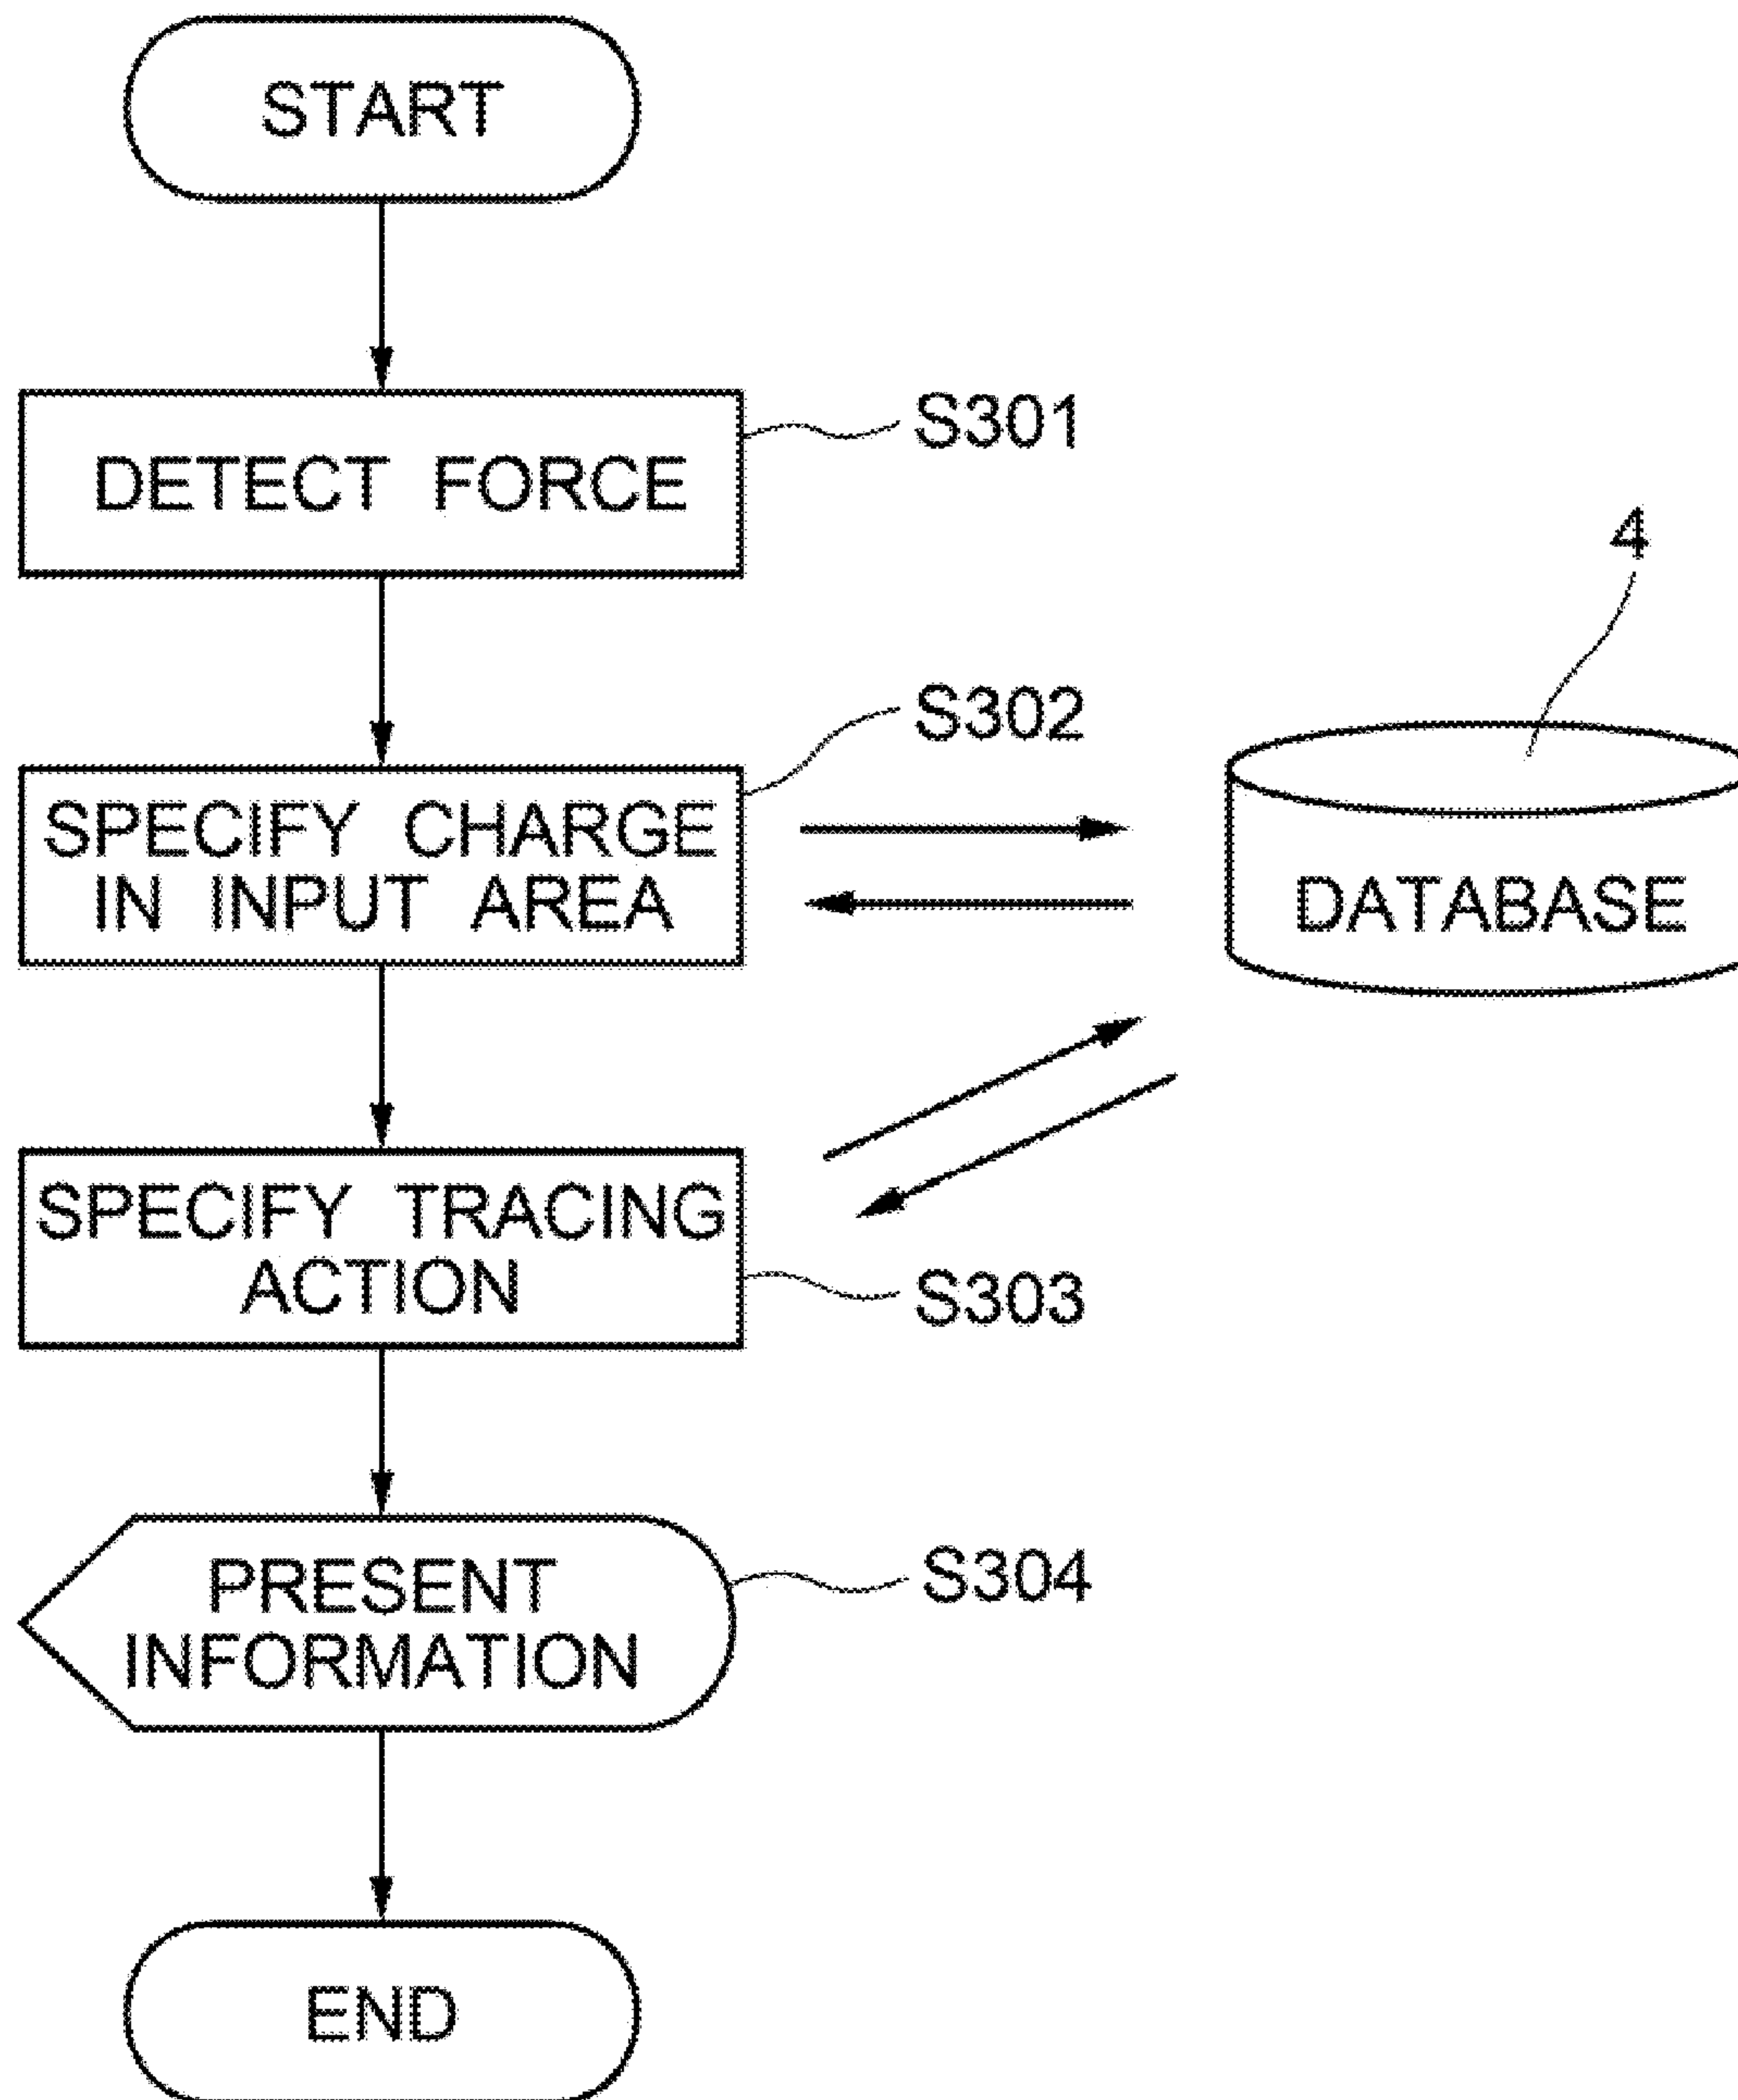 START
DETECT FORCE
S301
4
SPECIFY CHARGE
IN INPUT AREA
S302
DATABASE
SPECIFY TRACING
ACTION
S303
PRESENT
INFORMATION
S304
END